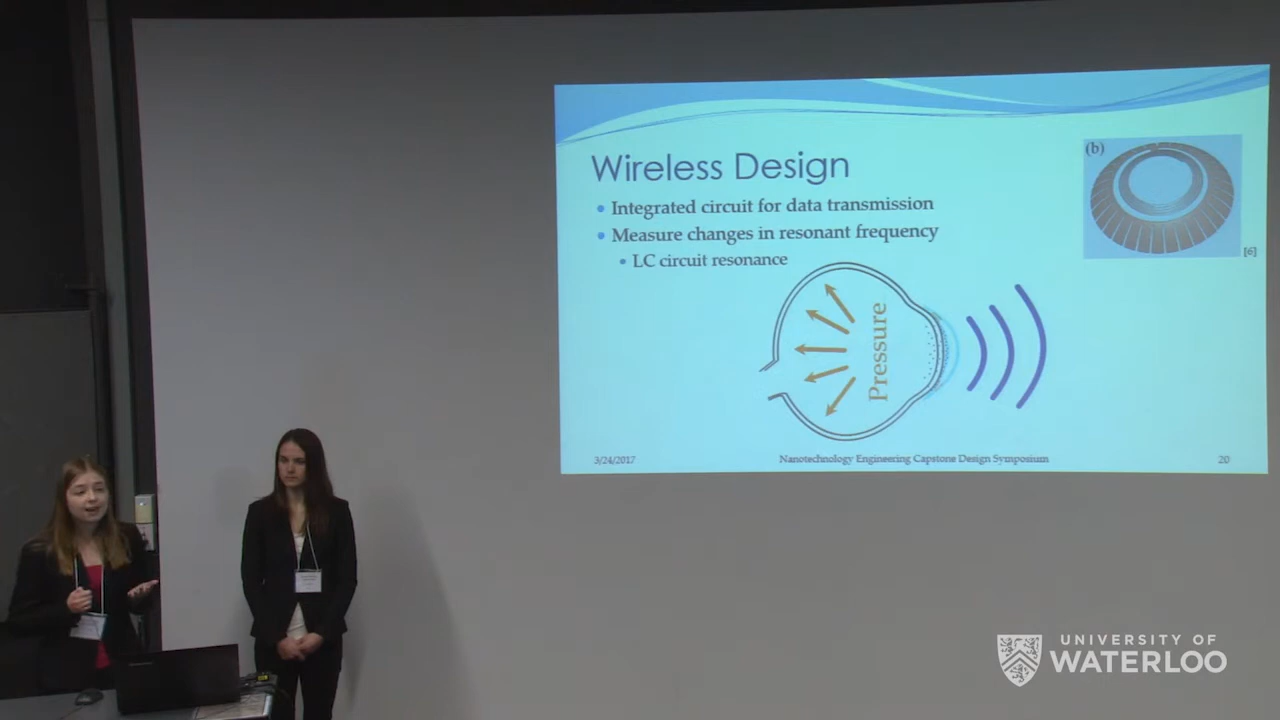 Wireless Design
• Integrated circuit for data transmission
• Measure changes in resonant frequency
• LC circuit resonance
(b)
[6]
Pressure
3/24/2017
Nanotechnology Engineering Capstone Design Symposium
20
UNIVERSITY OF
WATERLOO